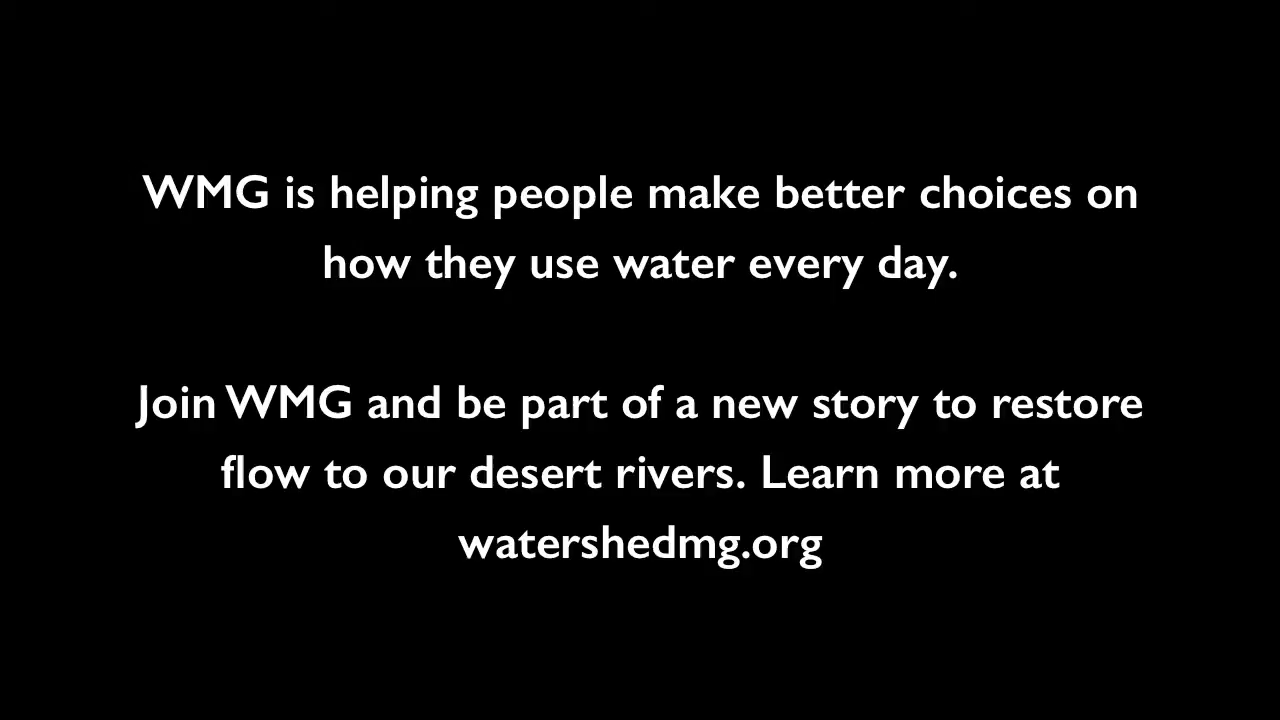 WMG is helping people make better choices on
how they use water every day.
Join WMG and be part of a new story to restore
flow to our desert rivers. Learn more at
watershedmg.org